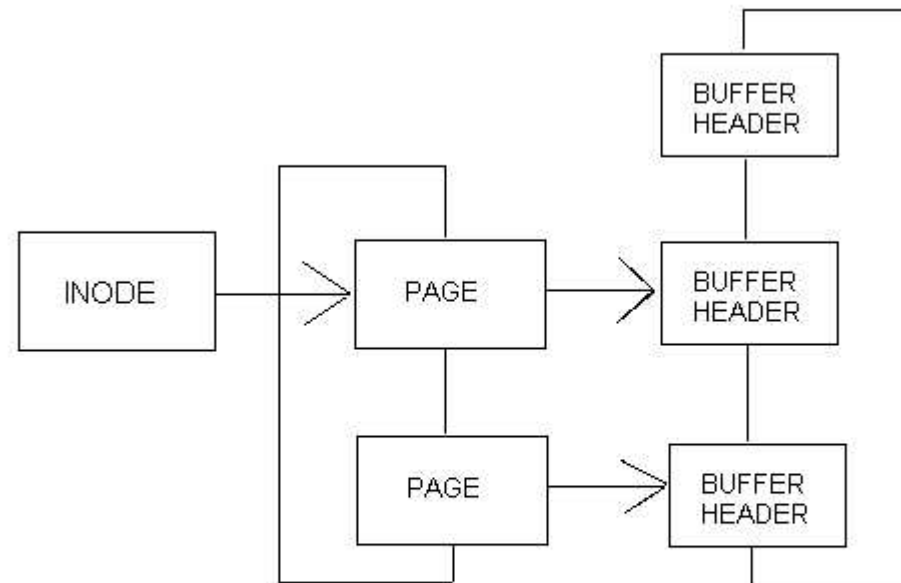 BUFFER
HEADER
INODE
PAGE
BUFFER
HEADER
PAGE
BUFFER
HEADER